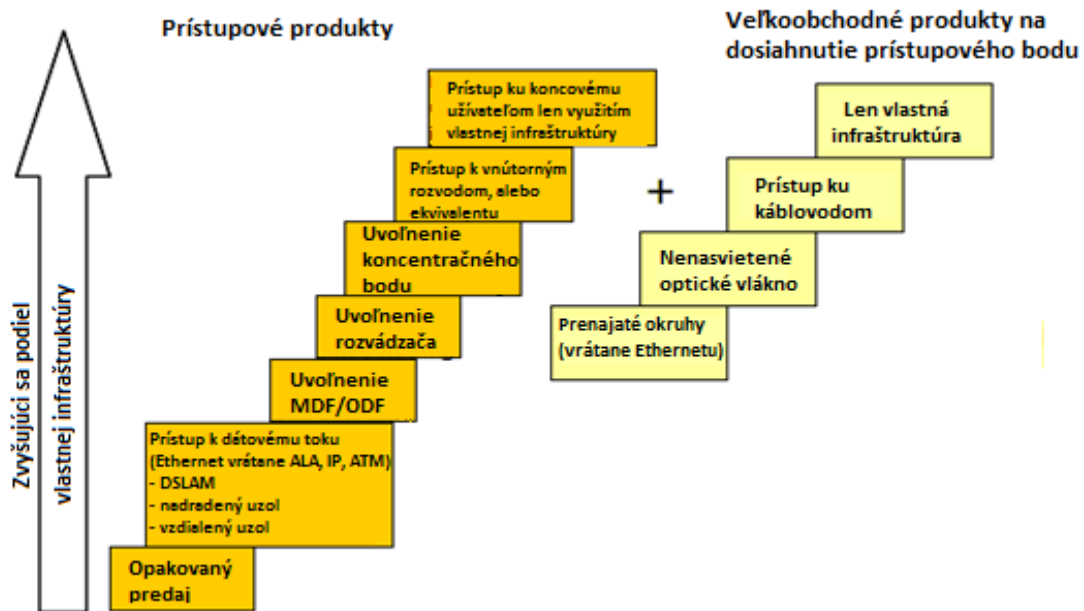 Prístupové produkty
Veľkoobchodné produkty na
dosiahnutie prístupového bodu
Prístup ku koncovému
užívateľom len využitím
vlastnej infraštruktúry
Prístup k vnútorným
rozvodom, alebo
ekvivalentu
Uvoľnenie
koncentračného
bodu
Uvoľnenie
rozvádzača
Uvoľnenie
MDF/ODF
Prístup k dátovému toku
(Ethernet vrátane ALA, IP, ATM)
- DSLAM
- nadradený uzol
- vzdialený uzol
Opakovaný
predaj
+
Len vlastná
infraštruktúra
Prístup ku
káblovodom
Nenasvietené
optické vlákno
Prenajaté okruhy
(vrátane Ethernetu)
Zvyšujúci sa podiel
vlastnej infraštruktúry